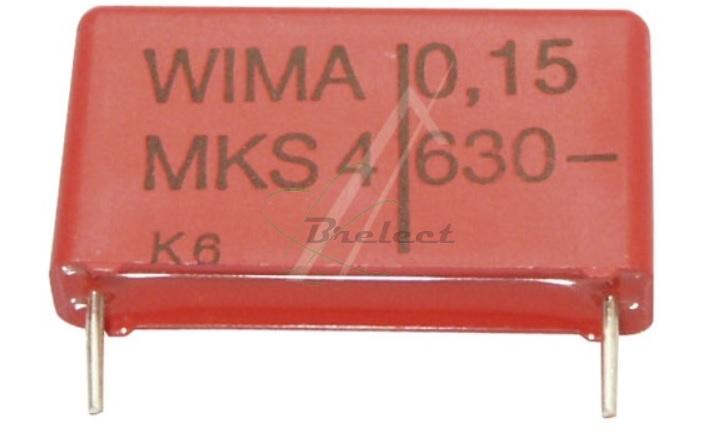 WIMA 0,15
MKS 4 630–
K6
Brelect